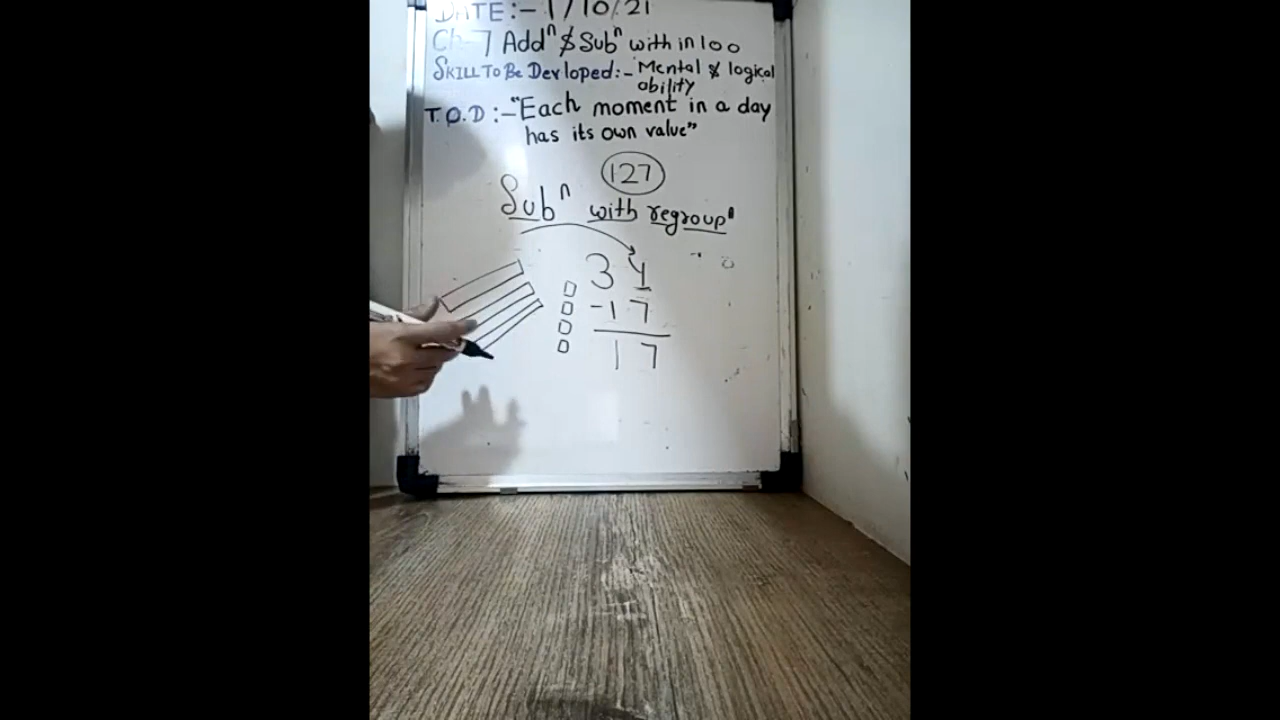 DATE:- 1/10/21
Ch-7 Addⁿ & Subⁿ with in 100
SKILL TO BE DEVLOPED:- Mental & logical
ability
T.O.D:- "Each moment in a day
has its own value"
127
Subⁿ with regroupⁿ
3 4
-1 7
1 7